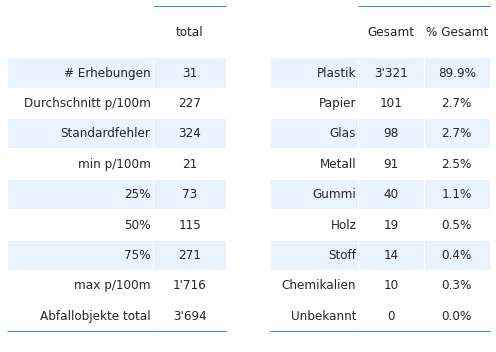 total
# Erhebungen 31
Durchschnitt p/100m 227
Standardfehler 324
min p/100m 21
25% 73
50% 115
75% 271
max p/100m 1'716
Abfallobjekte total 3'694
Gesamt % Gesamt
Plastik 3'321 89.9%
Papier 101 2.7%
Glas 98 2.7%
Metall 91 2.5%
Gummi 40 1.1%
Holz 19 0.5%
Stoff 14 0.4%
Chemikalien 10 0.3%
Unbekannt 0 0.0%